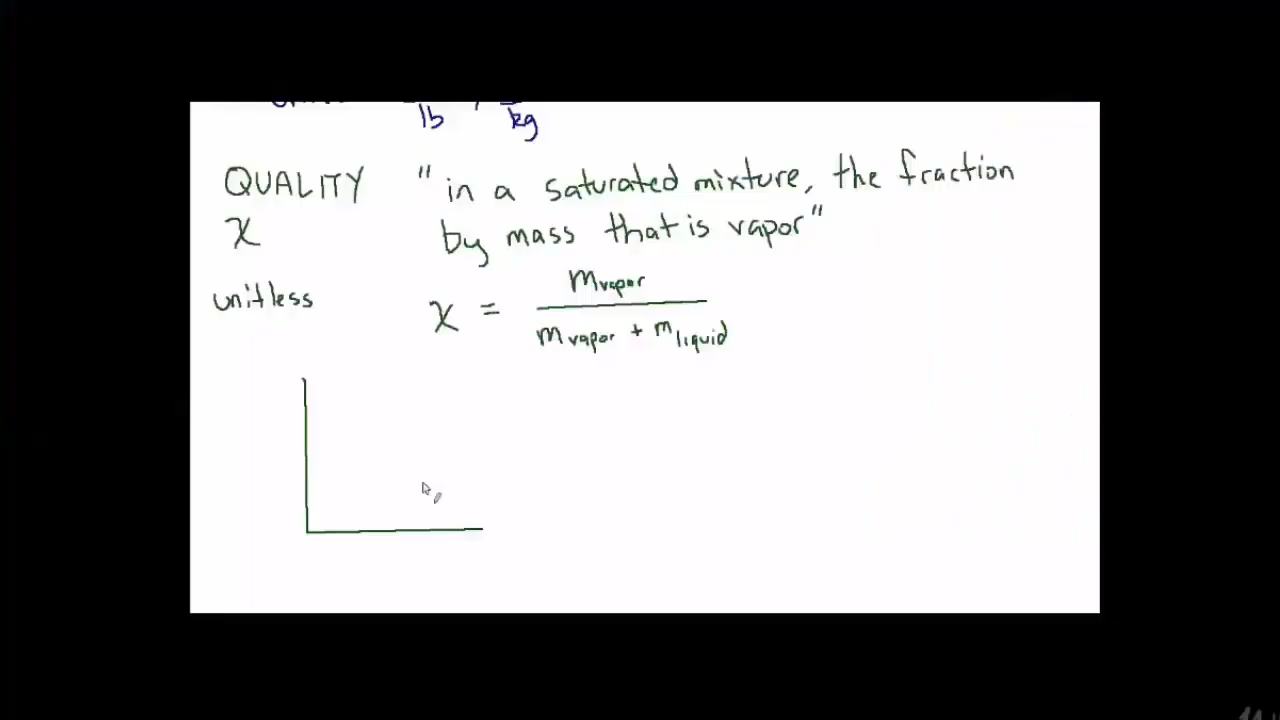 lb , kg
QUALITY "in a saturated mixture, the fraction
x by mass that is vapor"
unitless x = mvapor / mvapor + mliquid